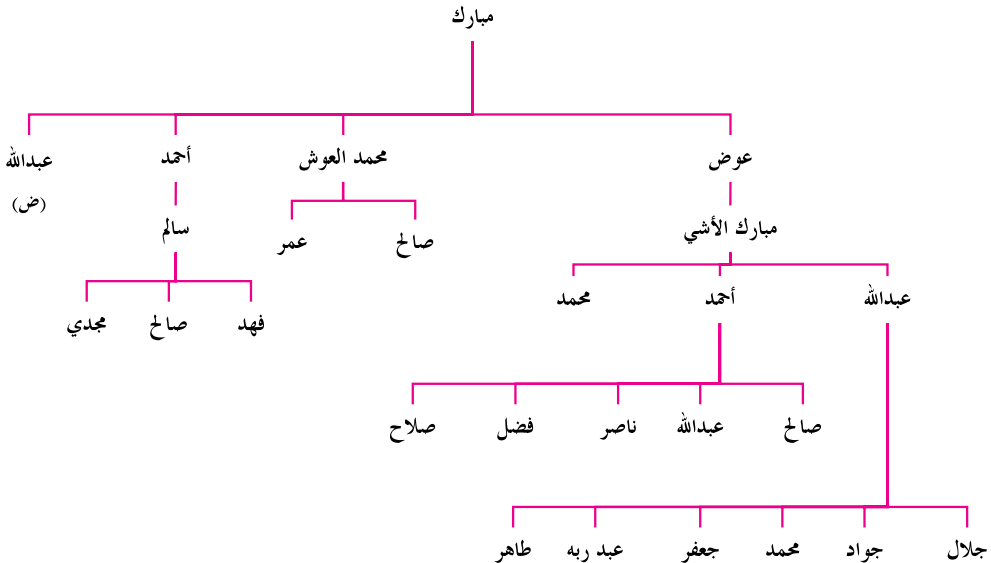 مبارك
عوض
محمد العوش
أحمد
عبدالله
(ض)
مبارك الأشي
صالح
عمر
سالم
عبدالله
أحمد
محمد
فهد
صالح
مجدي
صالح
عبدالله
ناصر
فضل
صلاح
جلال
جواد
محمد
جعفر
عبد ربه
طاهر